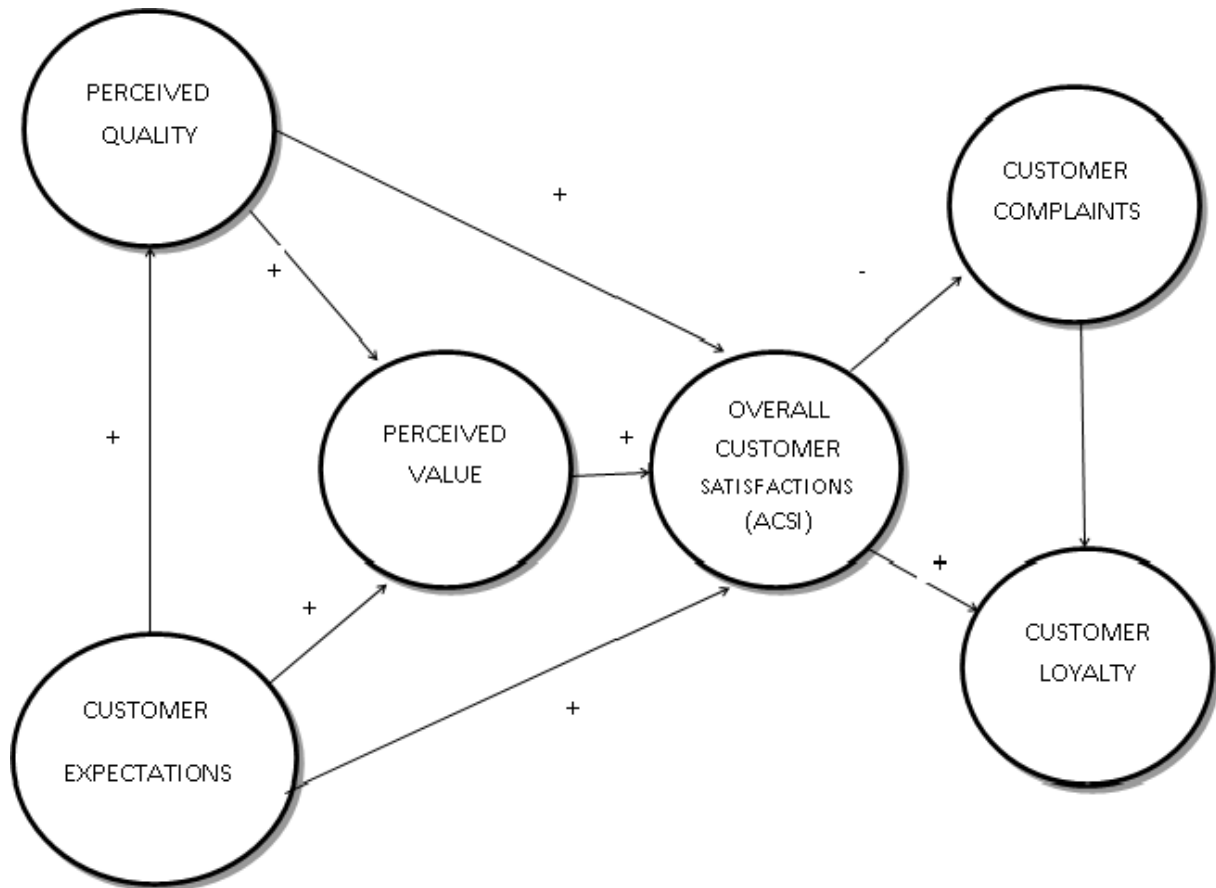 PERCEIVED
QUALITY
CUSTOMER
COMPLAINTS
+
+
-
PERCEIVED
VALUE
+
+
OVERALL
CUSTOMER
SATISFACTIONS
(ACSI)
+
+
CUSTOMER
LOYALTY
CUSTOMER
EXPECTATIONS
+